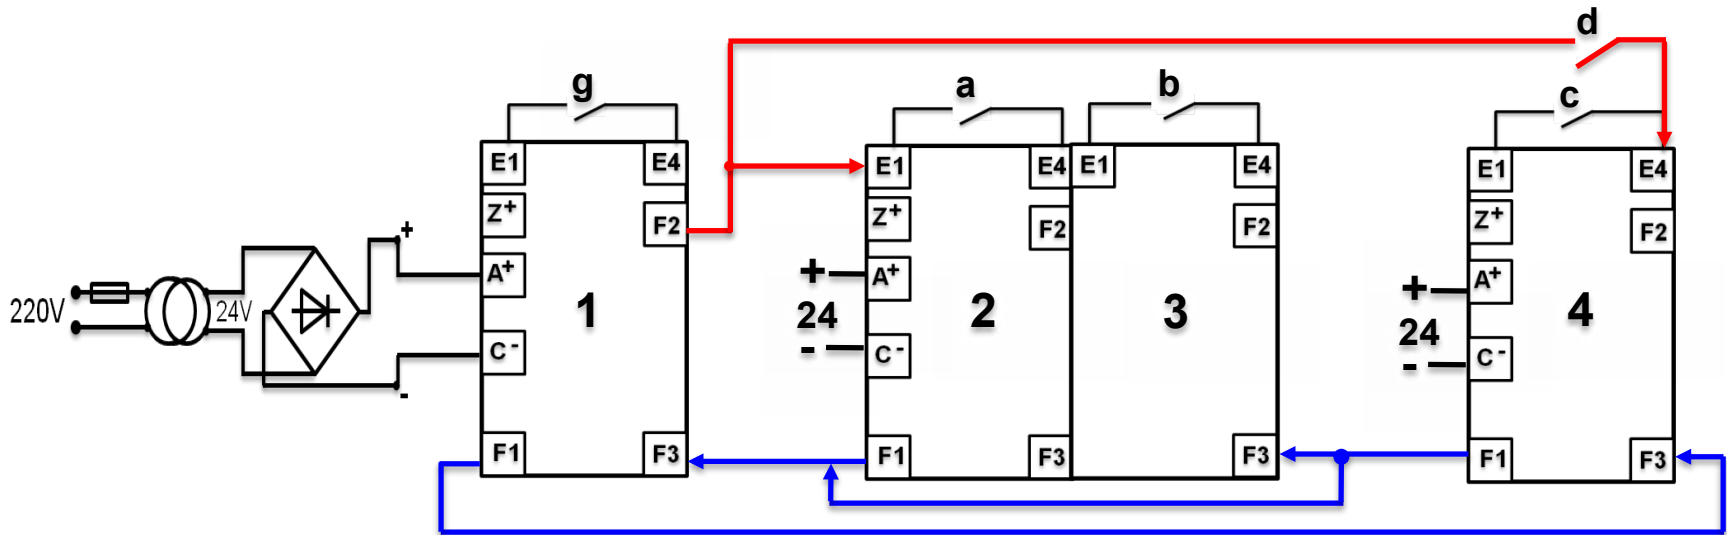 d
g
a
b
c
E1 E4
E1 E4
E1 E4
E1 E4
Z+
F2
Z+
F2
F2
Z+
F2
+
A+
1
+
A+
2
3
+
A+
4
220V
24V
24
24
-
C -
-
C -
-
C -
-
F1 F3
F1 F3
F3
F1 F3